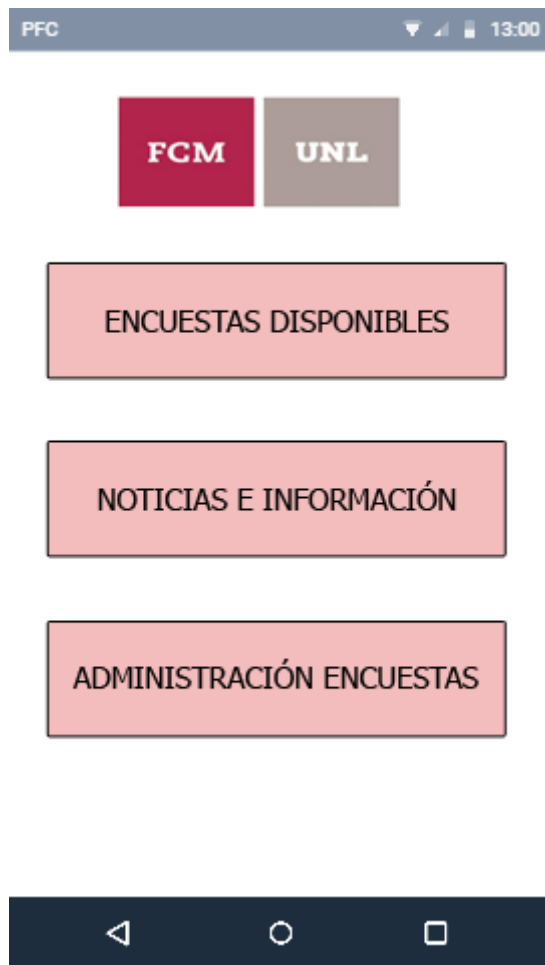 PFC 13:00
FCM UNL
ENCUESTAS DISPONIBLES
NOTICIAS E INFORMACIÓN
ADMINISTRACIÓN ENCUESTAS